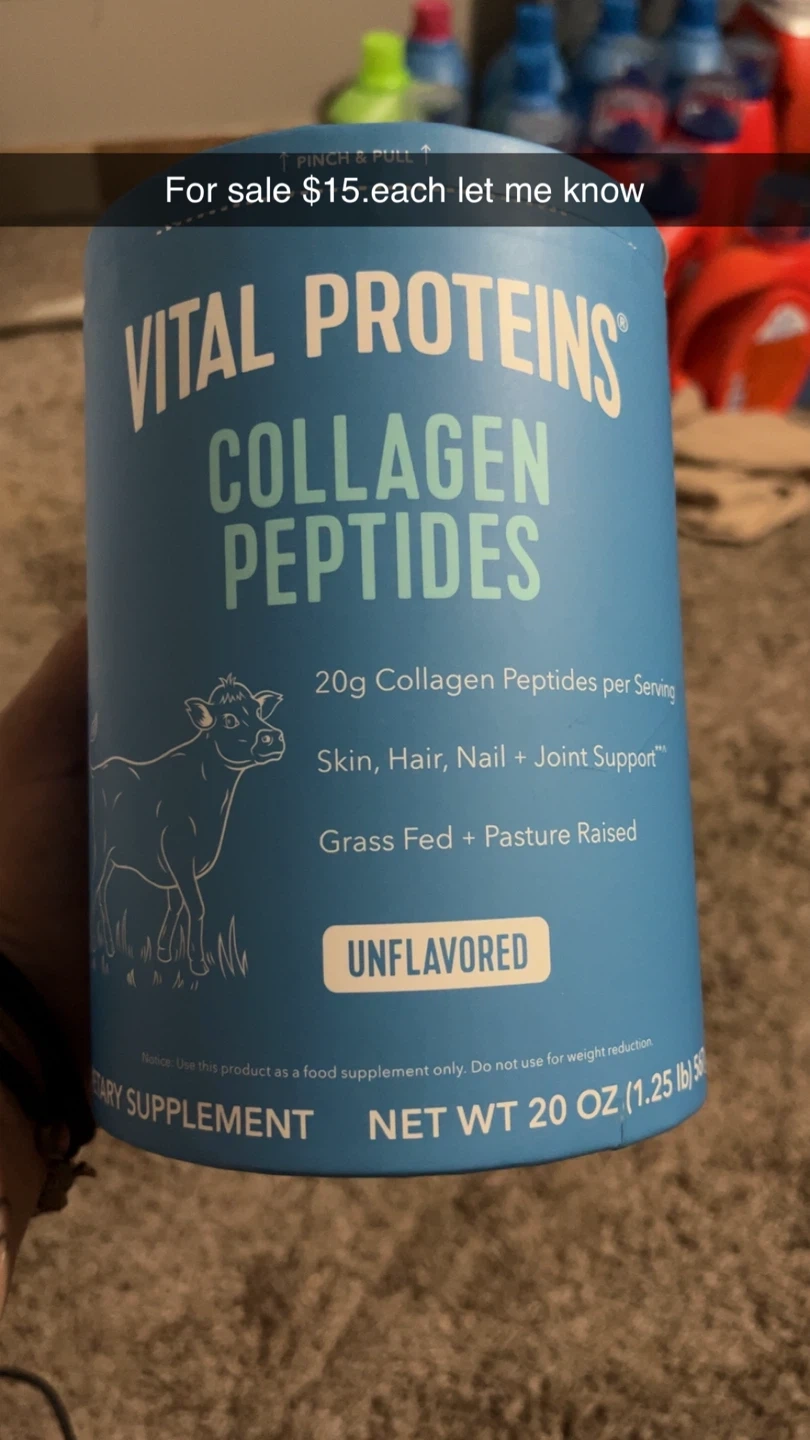 ↑ PINCH & PULL ↑
For sale $15.each let me know
VITAL PROTEINS®
COLLAGEN
PEPTIDES
20g Collagen Peptides per Serving
Skin, Hair, Nail + Joint Support
Grass Fed + Pasture Raised
UNFLAVORED
Notice: Use this product as a food supplement only. Do not use for weight reduction.
SUPPLEMENT NET WT 20 OZ (1.25 lb)